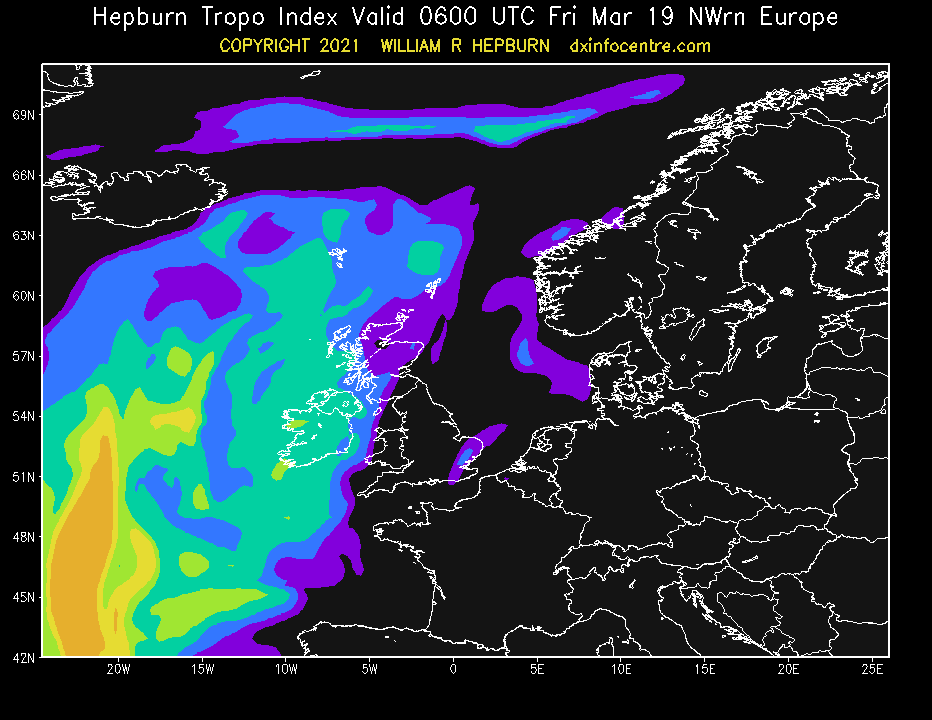 Hepburn Tropo Index Valid 0600 UTC Fri Mar 19 NWrn Europe
COPYRIGHT 2021 WILLIAM R HEPBURN dxinfocentre.com
69N
66N
63N
60N
57N
54N
51N
48N
45N
42N
20W 15W 10W 5W 0 5E 10E 15E 20E 25E